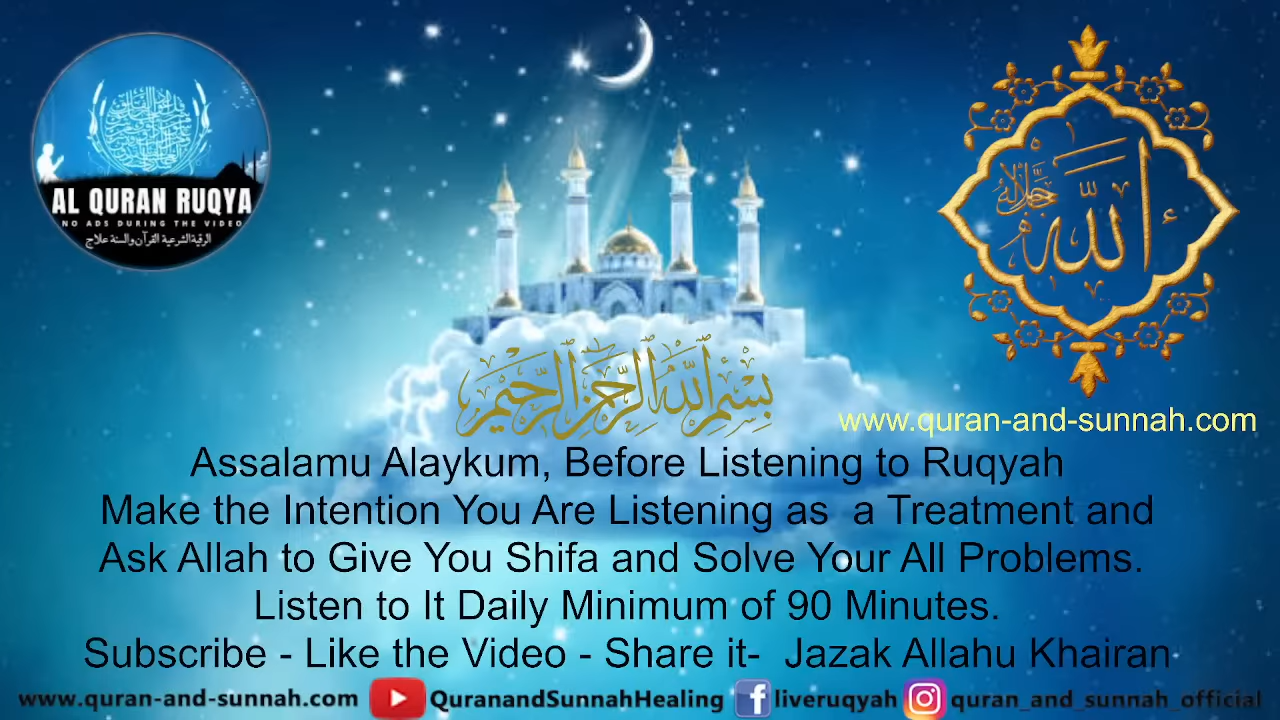 AL QURAN RUQYA
NO ADS DURING THE VIDEO
الرقية الشرعية القرآن والسنة علاج
الله
جل جلاله
بسم الله الرحمن الرحيم
www.quran-and-sunnah.com
Assalamu Alaykum, Before Listening to Ruqyah
Make the Intention You Are Listening as a Treatment and
Ask Allah to Give You Shifa and Solve Your All Problems.
Listen to It Daily Minimum of 90 Minutes.
Subscribe - Like the Video - Share it- Jazak Allahu Khairan
www.quran-and-sunnah.com QuranandSunnahHealing liveruqyah quran_and_sunnah_official